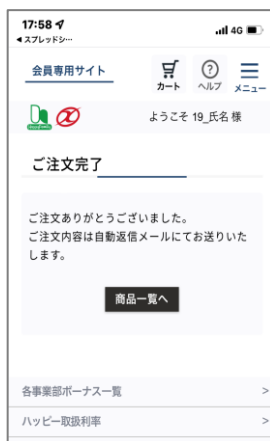 17:58
4G
◀スプレッドシ…
会員専用サイト
カート
ヘルプ
メニュー
ようこそ 19_氏名 様
ご注文完了
ご注文ありがとうございました。
ご注文内容は自動返信メールにてお送りいた
します。
商品一覧へ
各事業部ボーナス一覧 >
ハッピー取扱利率 >